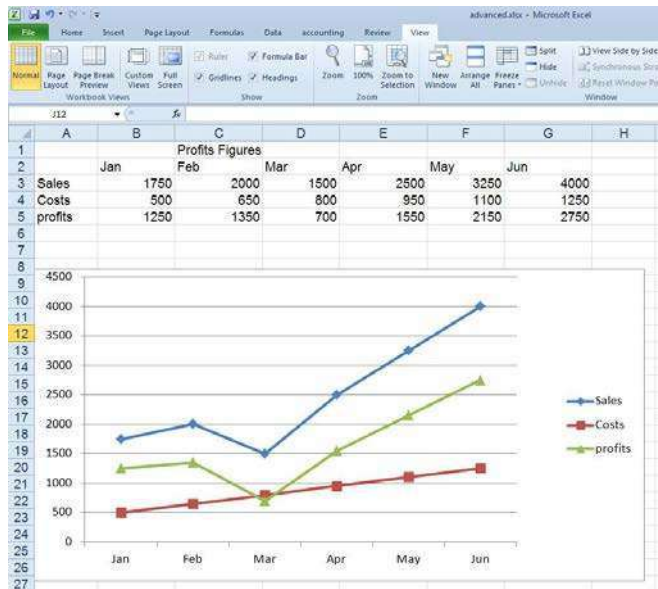 advanced.xlsx - Microsoft Excel
File Home Insert Page Layout Formulas Data accounting Review View
Normal Page Layout Page Break Preview Custom Views Full Screen
Workbook Views
Ruler Formula Bar
Gridlines Headings
Show
Zoom 100% Zoom to Selection
Zoom
New Window Arrange All Freeze Panes
Split
Hide
Unhide
View Side by Side
Synchronous
Reset Window
Window
J12 fx
A B C D E F G H
1 Profits Figures
2 Jan Feb Mar Apr May Jun
3 Sales 1750 2000 1500 2500 3250 4000
4 Costs 500 650 800 950 1100 1250
5 profits 1250 1350 700 1550 2150 2750
6
7
8
9
10
11
12
13
14
15
16
17
18
19
20
21
22
23
24
25
26
27
4500
4000
3500
3000
2500
2000
1500
1000
500
0
Jan Feb Mar Apr May Jun
Sales
Costs
profits